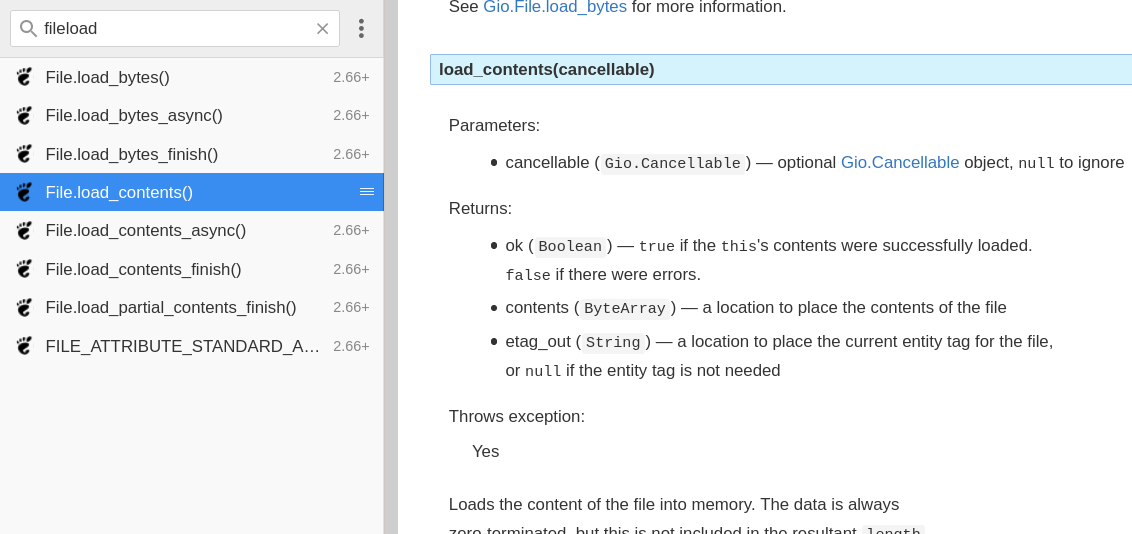 fileload
File.load_bytes() 2.66+
File.load_bytes_async() 2.66+
File.load_bytes_finish() 2.66+
File.load_contents()
File.load_contents_async() 2.66+
File.load_contents_finish() 2.66+
File.load_partial_contents_finish() 2.66+
FILE_ATTRIBUTE_STANDARD_A... 2.66+
See Gio.File.load_bytes for more information.
load_contents(cancellable)
Parameters:
• cancellable ( Gio.Cancellable ) — optional Gio.Cancellable object, null to ignore
Returns:
• ok ( Boolean ) — true if the this's contents were successfully loaded.
false if there were errors.
• contents ( ByteArray ) — a location to place the contents of the file
• etag_out ( String ) — a location to place the current entity tag for the file,
or null if the entity tag is not needed
Throws exception:
Yes
Loads the content of the file into memory. The data is always
zero-terminated, but this is not included in the resultant length